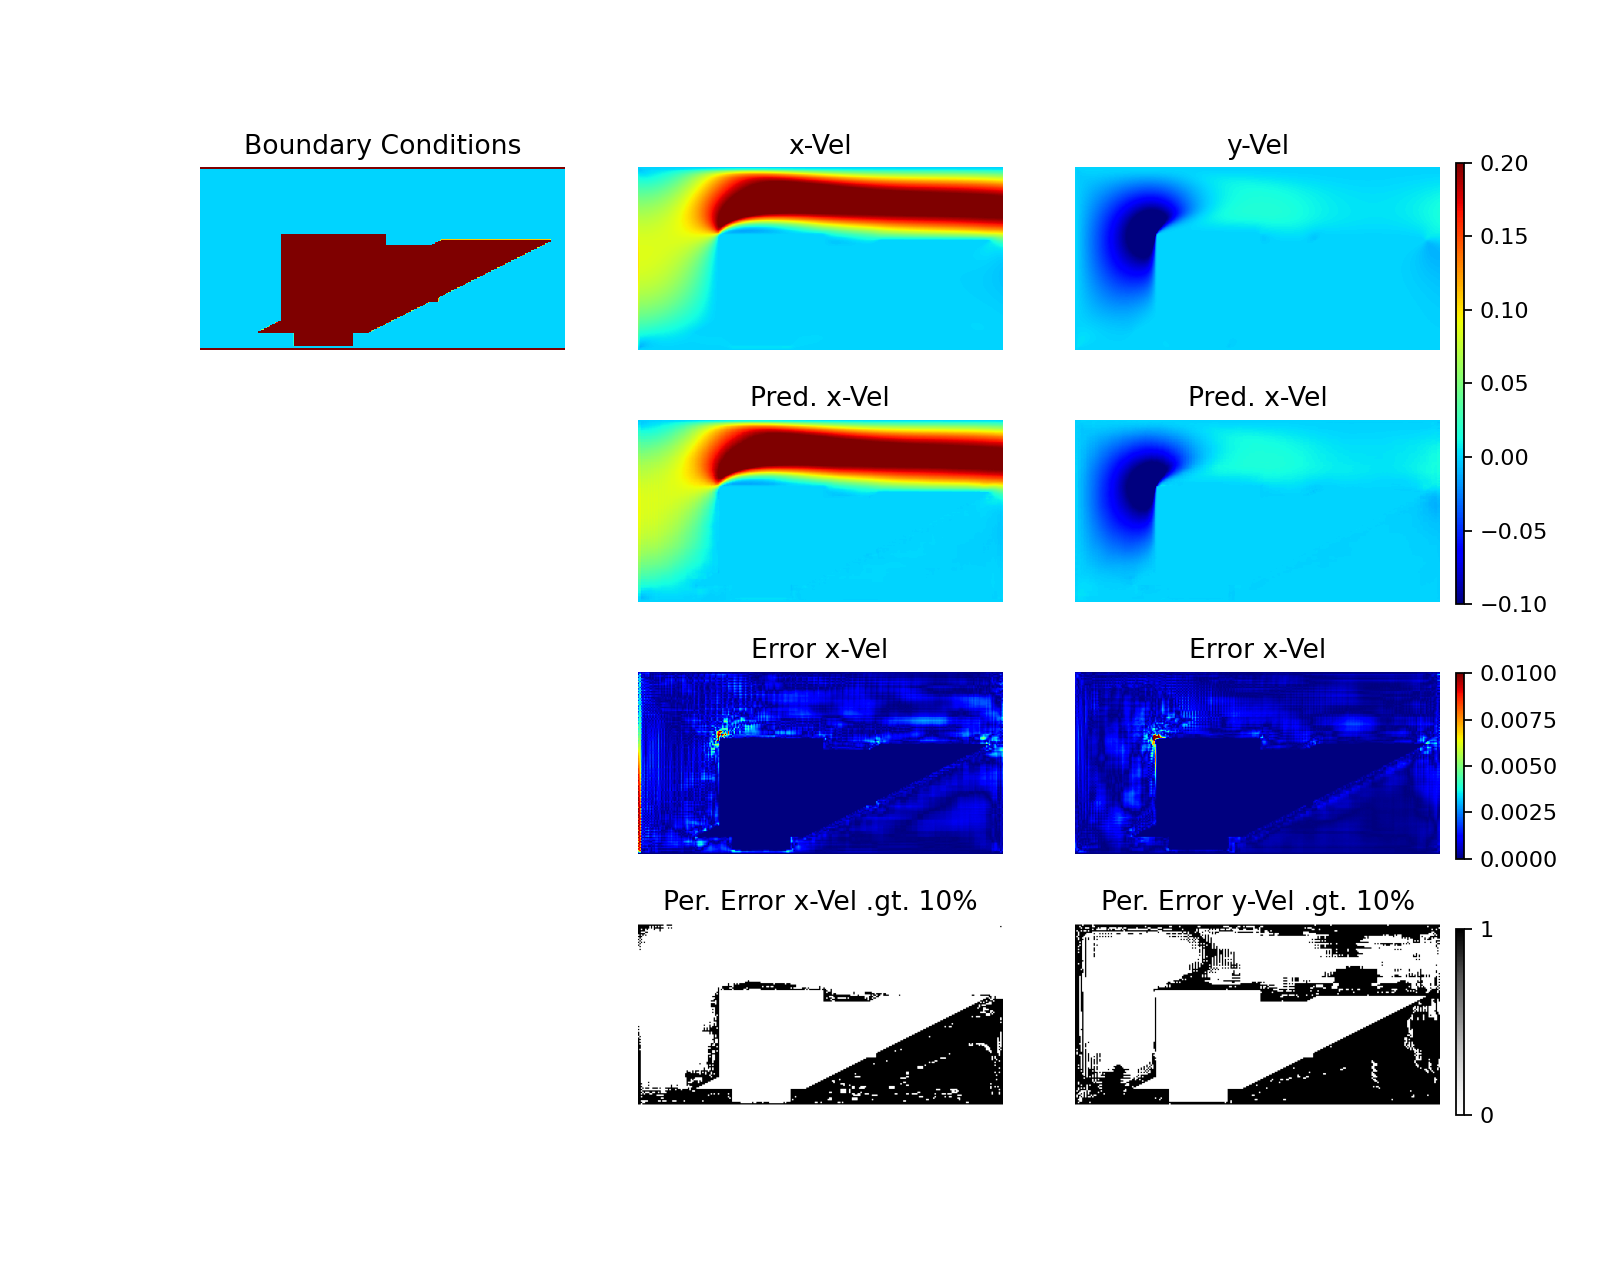 Boundary Conditions
x-Vel
y-Vel
0.20
0.15
0.10
0.05
0.00
−0.05
−0.10
Pred. x-Vel
Pred. x-Vel
Error x-Vel
Error x-Vel
0.0100
0.0075
0.0050
0.0025
0.0000
Per. Error x-Vel .gt. 10%
Per. Error y-Vel .gt. 10%
1
0